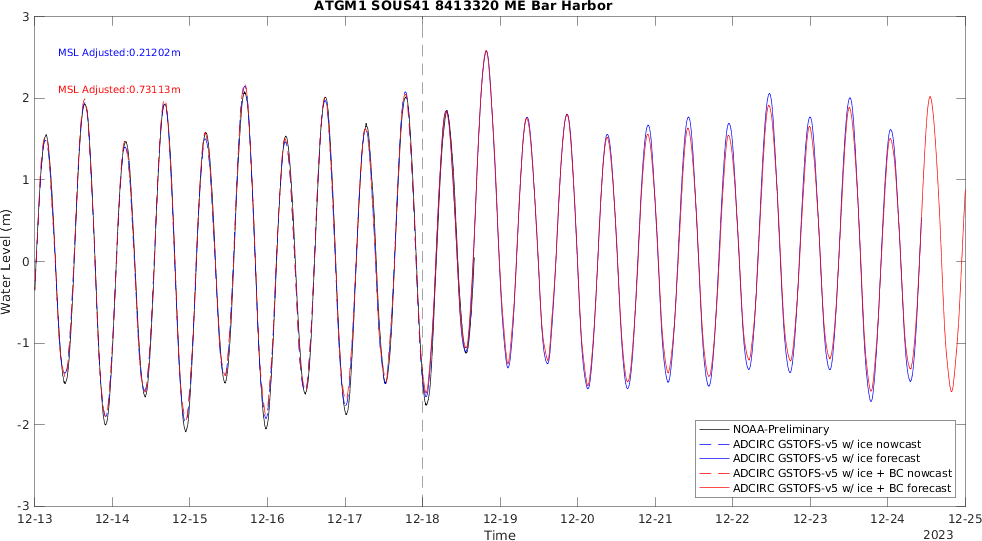 ATGM1 SOUS41 8413320 ME Bar Harbor
MSL Adjusted:0.21202m
MSL Adjusted:0.73113m
3
2
1
0
-1
-2
-3
Water Level (m)
NOAA-Preliminary
ADCIRC GSTOFS-v5 w/ ice nowcast
ADCIRC GSTOFS-v5 w/ ice forecast
ADCIRC GSTOFS-v5 w/ ice + BC nowcast
ADCIRC GSTOFS-v5 w/ ice + BC forecast
12-13 12-14 12-15 12-16 12-17 12-18 12-19 12-20 12-21 12-22 12-23 12-24 12-25
Time
2023